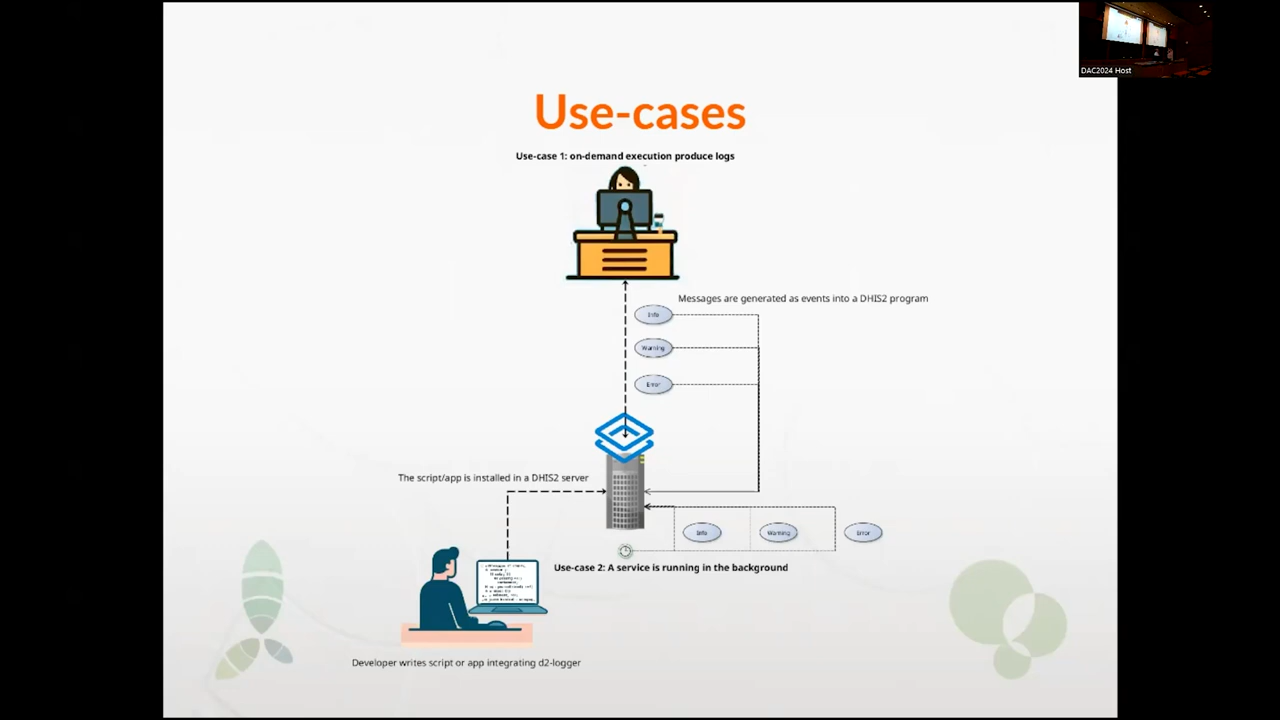 DAC2024 Host
Use-cases
Use-case 1: on-demand execution produce logs
Messages are generated as events into a DHIS2 program
Info
Warning
Error
The script/app is installed in a DHIS2 server
Info
Warning
Error
Use-case 2: A service is running in the background
Developer writes script or app integrating d2-logger